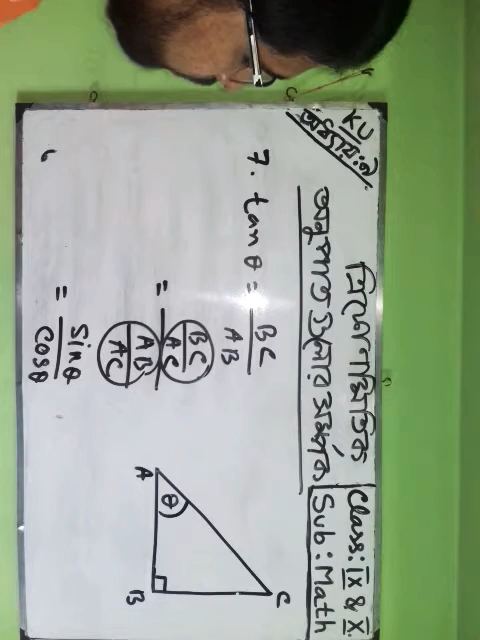 KU
অধ্যায়: ৯
ত্রিকোণমিতিক
অনুপাতগুলোর সম্পর্ক
Class: IX & X
Sub: Math
7. tanθ = BC/AB
= (BC/AC)/(AB/AC)
= sinθ/cosθ
A
θ
B
C